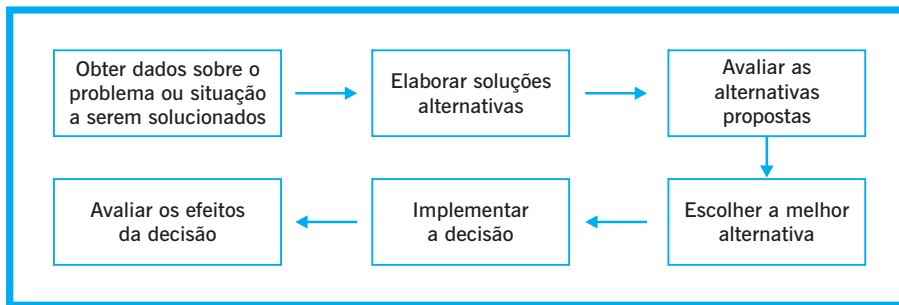 Obter dados sobre o
problema ou situação
a serem solucionados
Elaborar soluções
alternativas
Avaliar as
alternativas
propostas
Escolher a melhor
alternativa
Implementar
a decisão
Avaliar os efeitos
da decisão